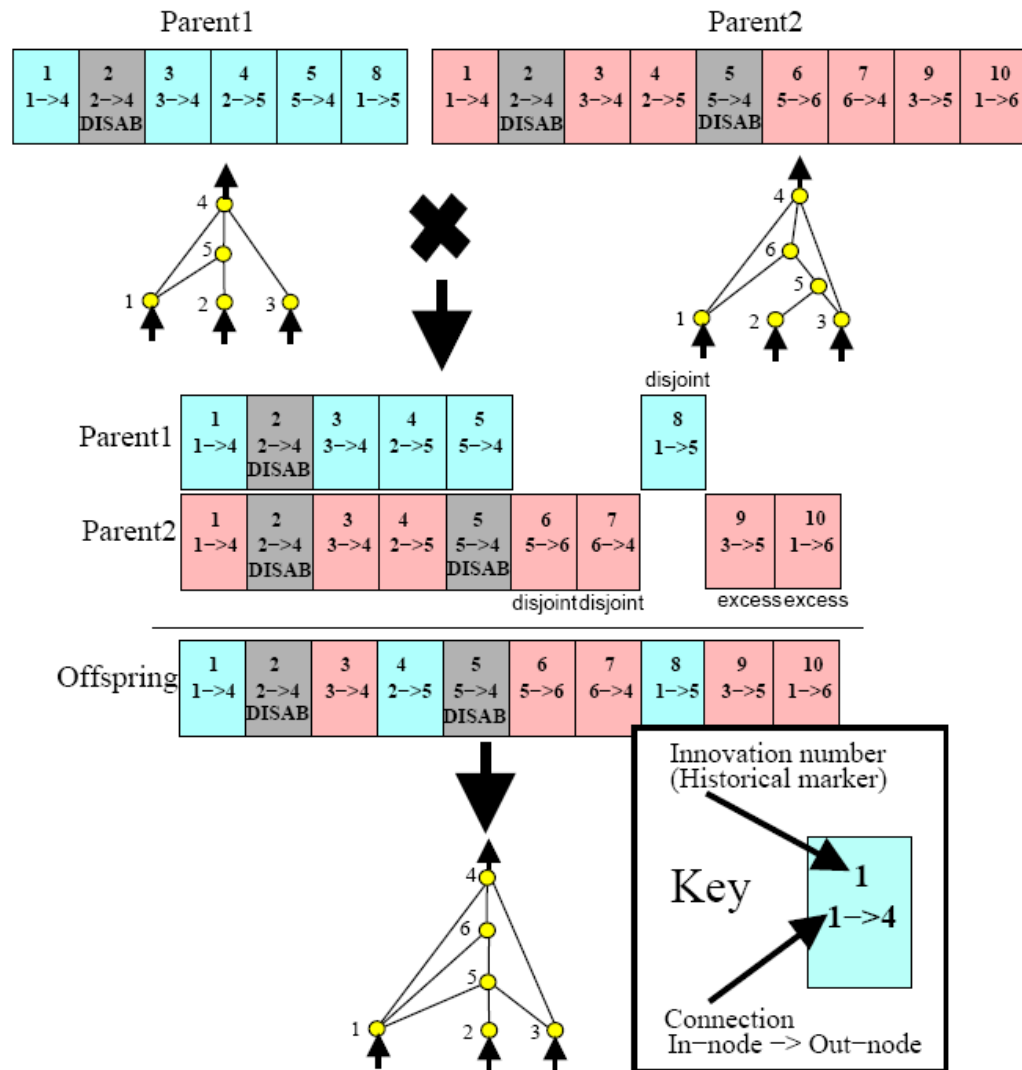 Parent1
Parent2
1 2 3 4 5 8
1->4 2->4 3->4 2->5 5->4 1->5
DISAB
1 2 3 4 5 6 7 9 10
1->4 2->4 3->4 2->5 5->4 5->6 6->4 3->5 1->6
DISAB DISAB
4
5
1 2 3
4
6
5
1 2 3
disjoint
Parent1
1 2 3 4 5 8
1->4 2->4 3->4 2->5 5->4 1->5
DISAB
Parent2
1 2 3 4 5 6 7 9 10
1->4 2->4 3->4 2->5 5->4 5->6 6->4 3->5 1->6
DISAB DISAB
disjoint disjoint excess excess
Offspring
1 2 3 4 5 6 7 8 9 10
1->4 2->4 3->4 2->5 5->4 5->6 6->4 1->5 3->5 1->6
DISAB DISAB
4
6
5
1 2 3
Innovation number
(Historical marker)
Key
1
1->4
Connection
In-node -> Out-node